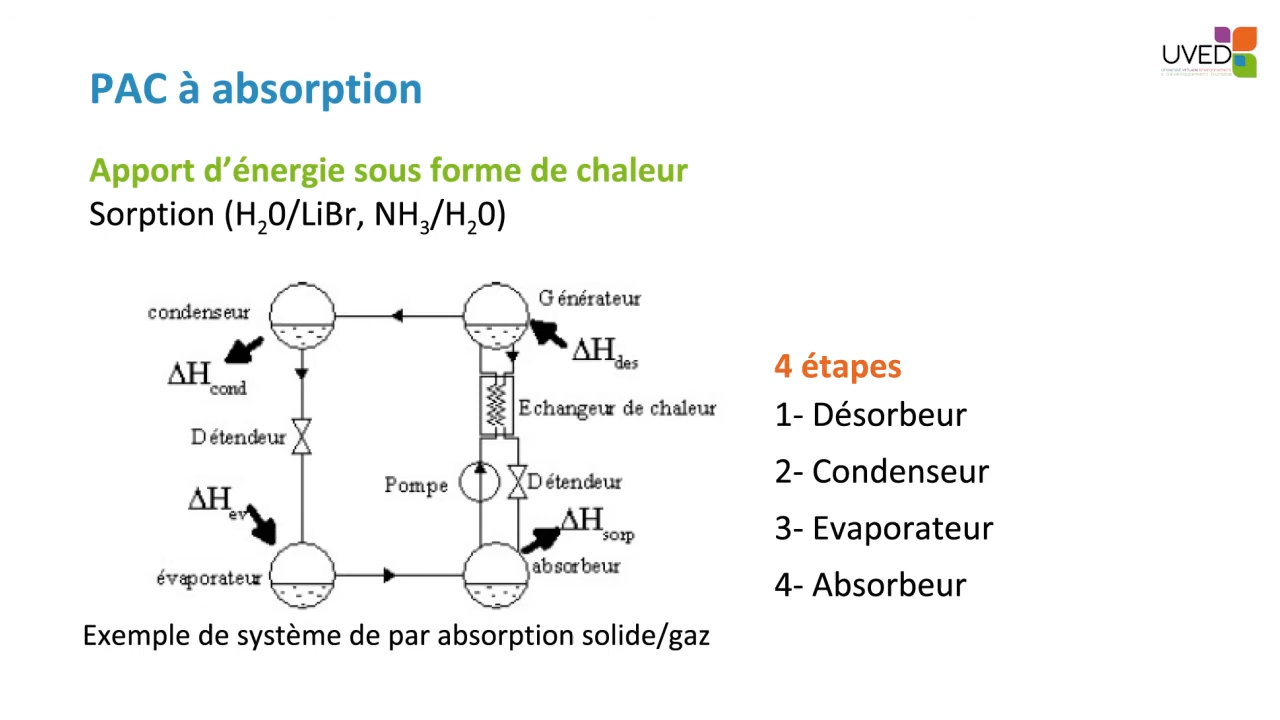 UVED
PAC à absorption
Apport d’énergie sous forme de chaleur
Sorption (H₂0/LiBr, NH₃/H₂0)
condenseur
Générateur
ΔHcond
ΔHdes
Echangeur de chaleur
Détendeur
Pompe
Détendeur
ΔHev
ΔHsorp
évaporateur
absorbeur
Exemple de système de par absorption solide/gaz
4 étapes
1- Désorbeur
2- Condenseur
3- Evaporateur
4- Absorbeur